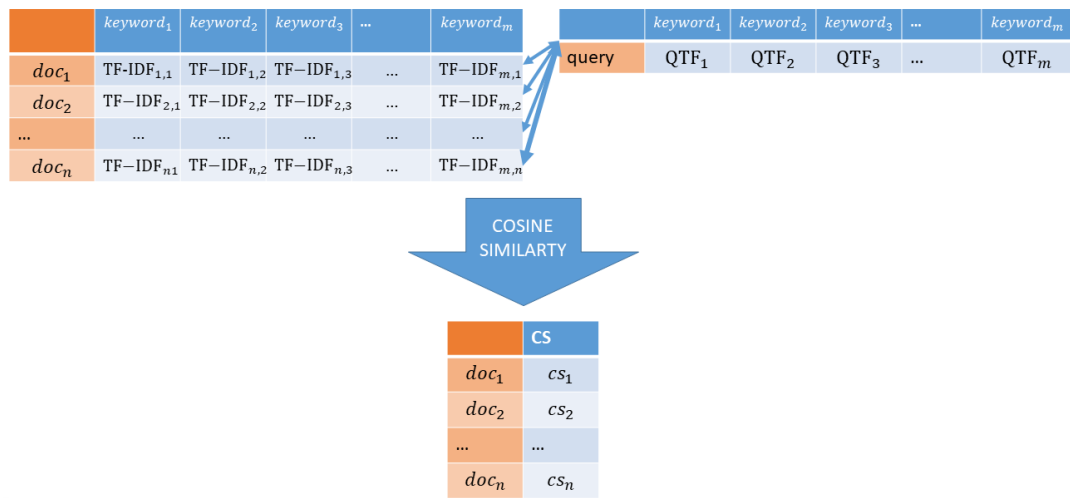 keyword₁ keyword₂ keyword₃ ... keywordₘ
doc₁ TF-IDF₁,₁ TF−IDF₁,₂ TF−IDF₁,₃ ... TF−IDFₘ,₁
doc₂ TF−IDF₂,₁ TF−IDF₂,₂ TF−IDF₂,₃ ... TF−IDFₘ,₂
... ... ... ... ... ...
docₙ TF−IDFₙ₁ TF−IDFₙ,₂ TF−IDFₙ,₃ ... TF−IDFₘ,ₙ
keyword₁ keyword₂ keyword₃ ... keywordₘ
query QTF₁ QTF₂ QTF₃ ... QTFₘ
COSINE
SIMILARTY
CS
doc₁ cs₁
doc₂ cs₂
... ...
docₙ csₙ